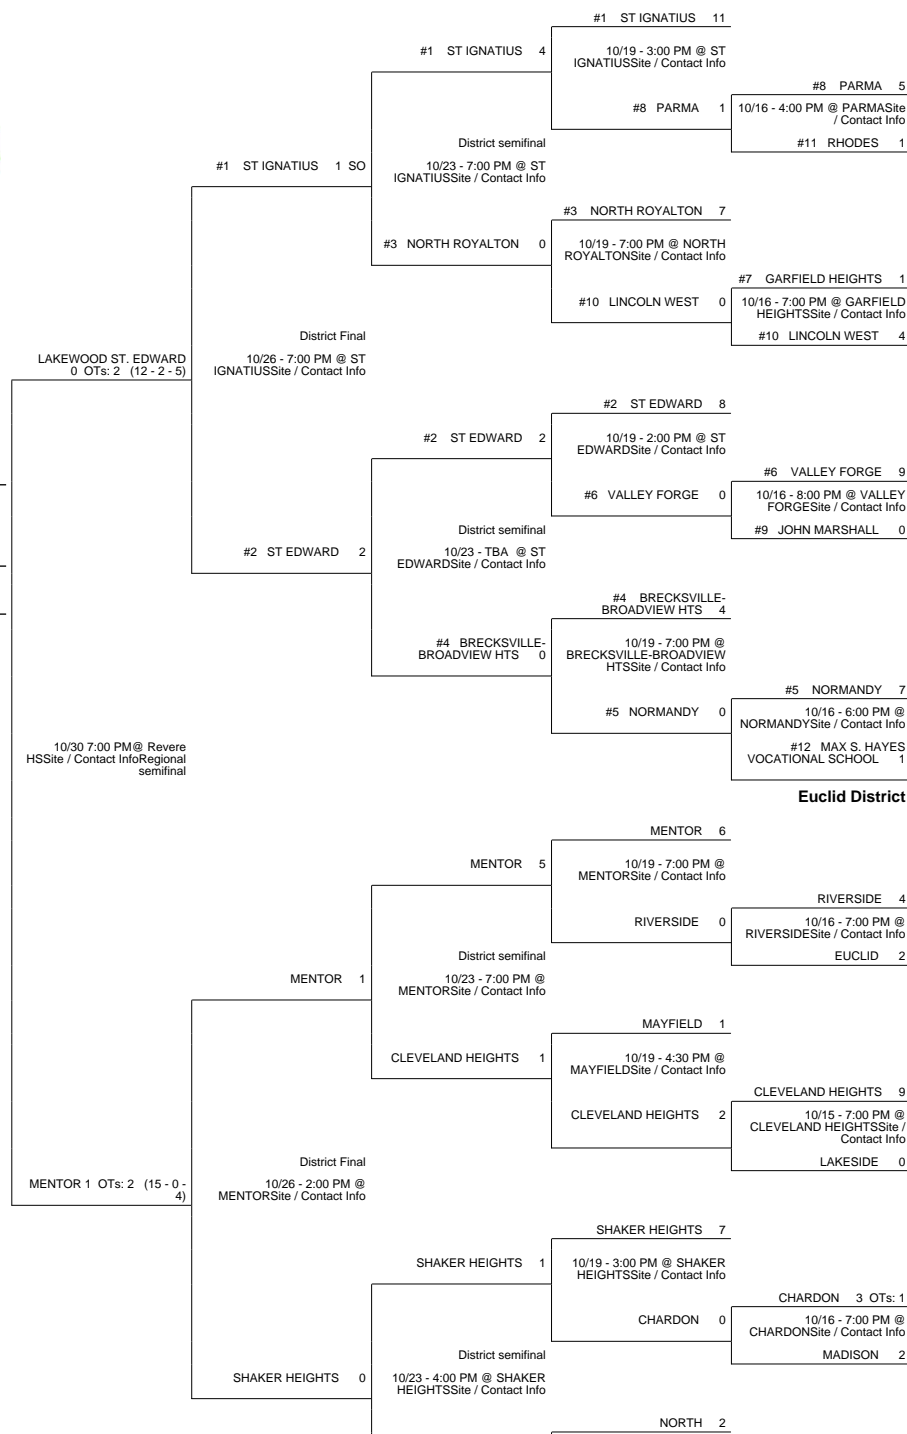 #1 ST IGNATIUS 11
#1 ST IGNATIUS 4
10/19 - 3:00 PM @ ST
IGNATIUSSite / Contact Info
#8 PARMA 5
#8 PARMA 1
10/16 - 4:00 PM @ PARMASite
/ Contact Info
#11 RHODES 1
District semifinal
#1 ST IGNATIUS 1 SO
10/23 - 7:00 PM @ ST
IGNATIUSSite / Contact Info
#3 NORTH ROYALTON 7
#3 NORTH ROYALTON 0
10/19 - 7:00 PM @ NORTH
ROYALTONSite / Contact Info
#7 GARFIELD HEIGHTS 1
#10 LINCOLN WEST 0
10/16 - 7:00 PM @ GARFIELD
HEIGHTSSite / Contact Info
#10 LINCOLN WEST 4
District Final
LAKEWOOD ST. EDWARD
0 OTs: 2 (12 - 2 - 5)
10/26 - 7:00 PM @ ST
IGNATIUSSite / Contact Info
#2 ST EDWARD 8
#2 ST EDWARD 2
10/19 - 2:00 PM @ ST
EDWARDSite / Contact Info
#6 VALLEY FORGE 9
#6 VALLEY FORGE 0
10/16 - 8:00 PM @ VALLEY
FORGESite / Contact Info
#9 JOHN MARSHALL 0
District semifinal
#2 ST EDWARD 2
10/23 - TBA @ ST
EDWARDSite / Contact Info
#4 BRECKSVILLE-
BROADVIEW HTS 4
#4 BRECKSVILLE-
BROADVIEW HTS 0
10/19 - 7:00 PM @
BRECKSVILLE-BROADVIEW
HTSSite / Contact Info
#5 NORMANDY 7
#5 NORMANDY 0
10/16 - 6:00 PM @
NORMANDYSite / Contact Info
#12 MAX S. HAYES
VOCATIONAL SCHOOL 1
10/30 7:00 PM@ Revere
HSSite / Contact InfoRegional
semifinal
Euclid District
MENTOR 6
MENTOR 5
10/19 - 7:00 PM @
MENTORSite / Contact Info
RIVERSIDE 4
RIVERSIDE 0
10/16 - 7:00 PM @
RIVERSIDESite / Contact Info
EUCLID 2
District semifinal
MENTOR 1
10/23 - 7:00 PM @
MENTORSite / Contact Info
MAYFIELD 1
CLEVELAND HEIGHTS 1
10/19 - 4:30 PM @
MAYFIELDSite / Contact Info
CLEVELAND HEIGHTS 9
CLEVELAND HEIGHTS 2
10/15 - 7:00 PM @
CLEVELAND HEIGHTSSite /
Contact Info
LAKESIDE 0
District Final
MENTOR 1 OTs: 2 (15 - 0 -
4)
10/26 - 2:00 PM @
MENTORSite / Contact Info
SHAKER HEIGHTS 7
SHAKER HEIGHTS 1
10/19 - 3:00 PM @ SHAKER
HEIGHTSSite / Contact Info
CHARDON 3 OTs: 1
CHARDON 0
10/16 - 7:00 PM @
CHARDONSite / Contact Info
MADISON 2
District semifinal
SHAKER HEIGHTS 0
10/23 - 4:00 PM @ SHAKER
HEIGHTSSite / Contact Info
NORTH 2